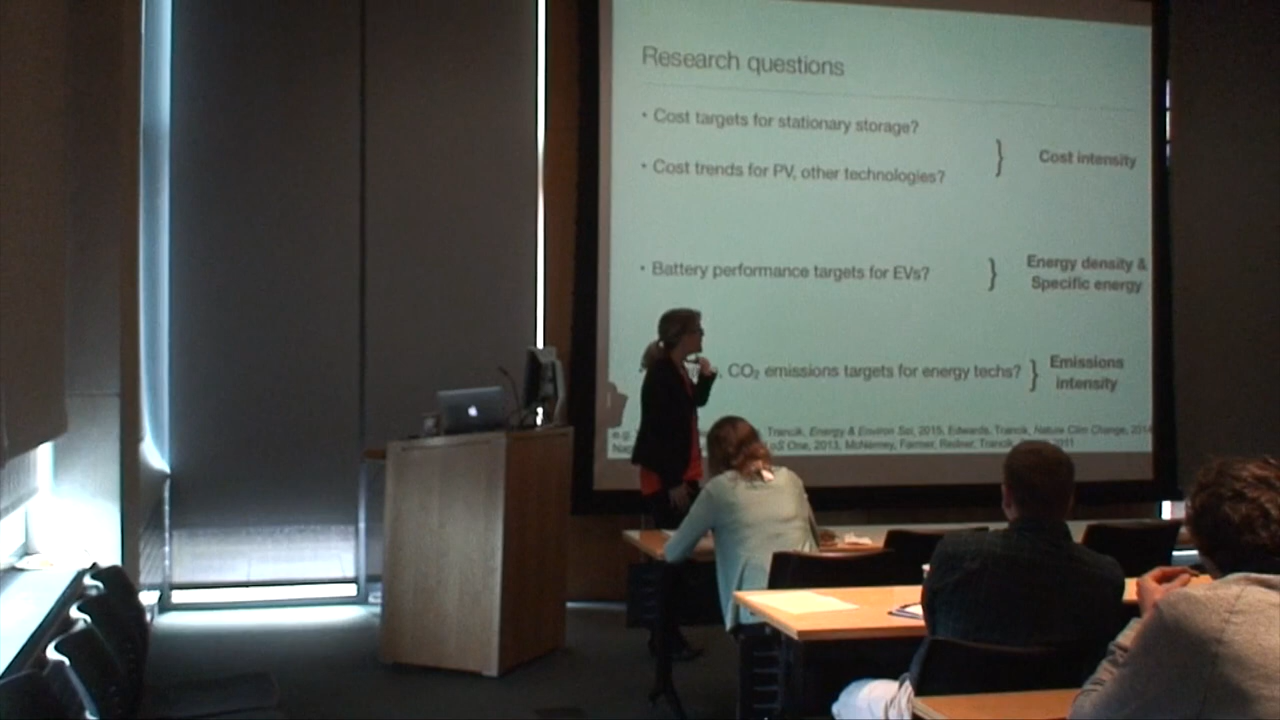 Research questions
• Cost targets for stationary storage?
• Cost trends for PV, other technologies?
} Cost intensity
• Battery performance targets for EVs?
} Energy density &
Specific energy
CO₂ emissions targets for energy techs?
} Emissions
intensity
e.g. Trancik, Energy & Environ Sci, 2015, Edwards, Trancik, Nature Clim Change, 2014
One, 2013, McNerney, Farmer, Redner, Trancik, 2011